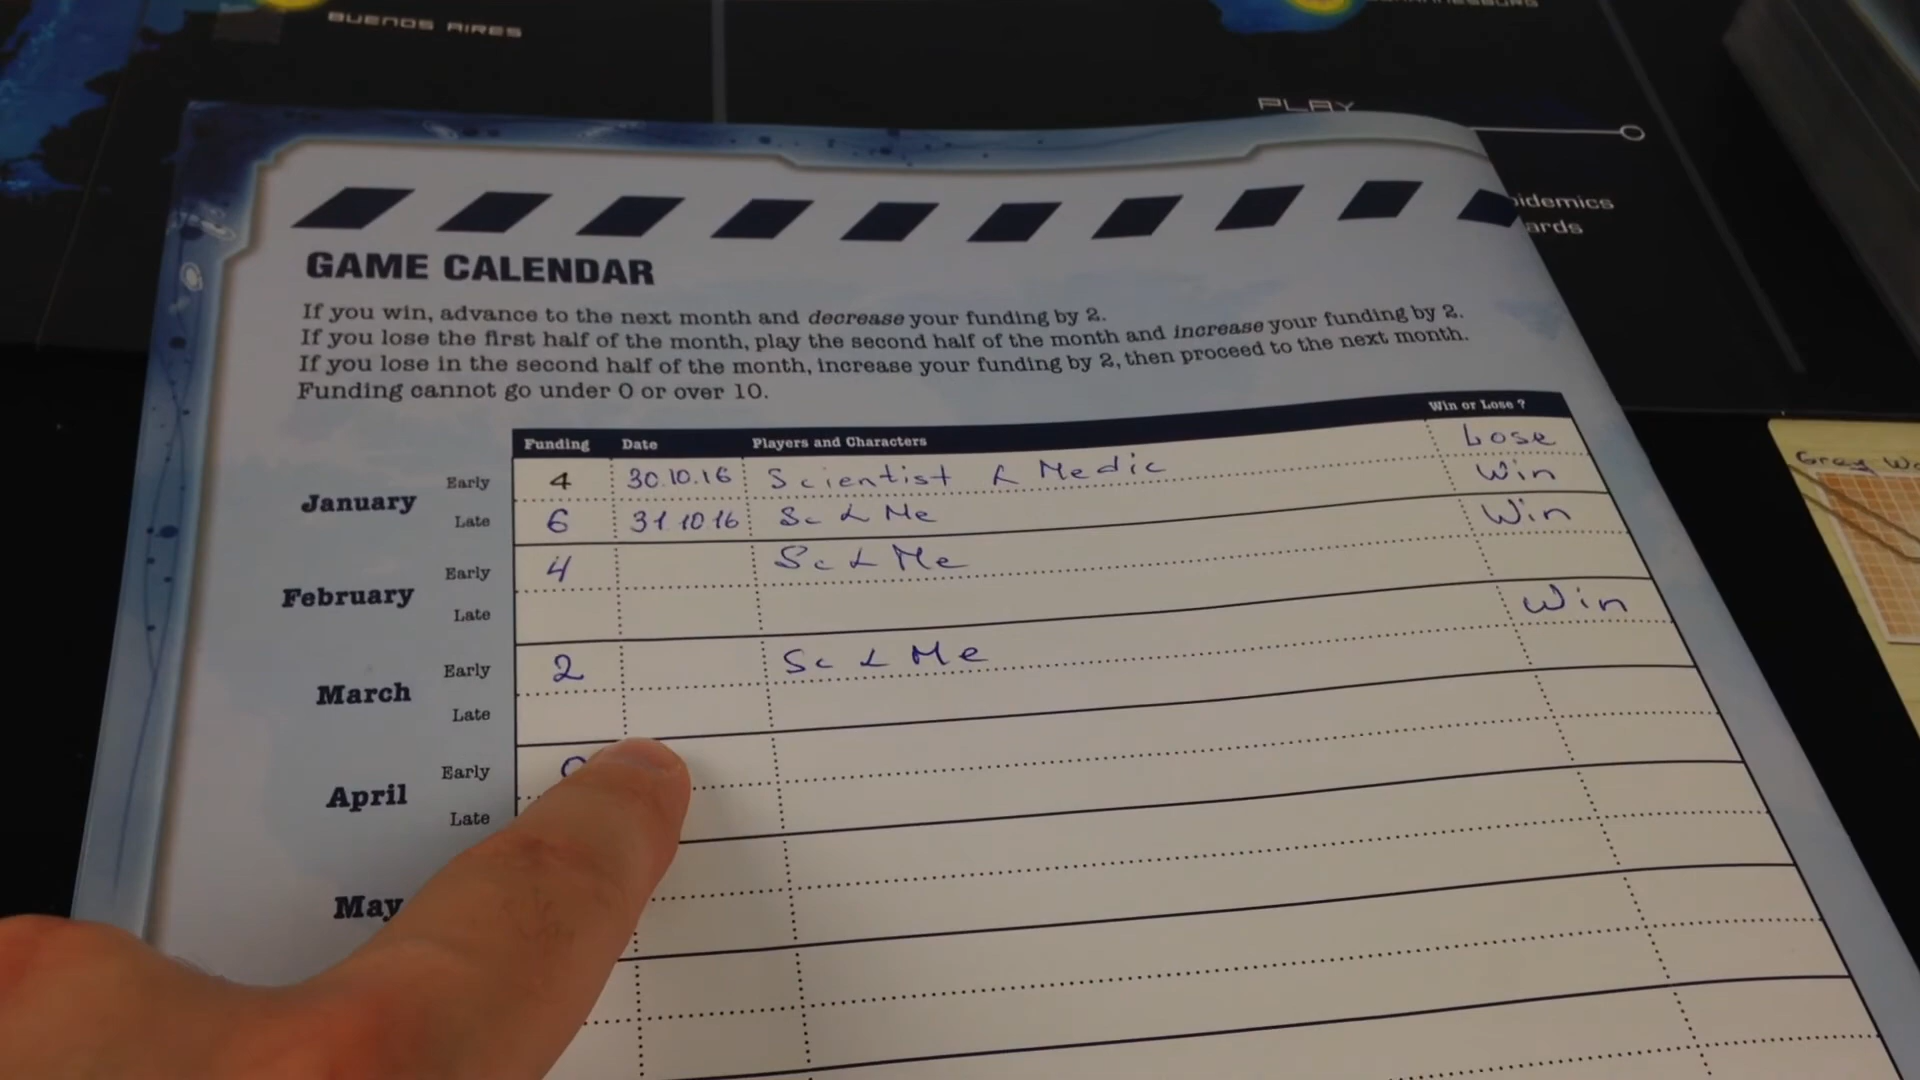 BUENOS AIRES
PLAY
idemics
ards
GAME CALENDAR
If you win, advance to the next month and decrease your funding by 2.
If you lose the first half of the month, play the second half of the month and increase your funding by 2.
If you lose in the second half of the month, increase your funding by 2, then proceed to the next month.
Funding cannot go under 0 or over 10.
Funding Date Players and Characters Win or Lose ?
January Early 4 30.10.16 Scientist & Medic Lose
Late 6 31.10.16 Sc & Me Win
February Early 4 Sc & Me Win
Late
March Early 2 Sc & Me Win
Late
April Early
Late
May